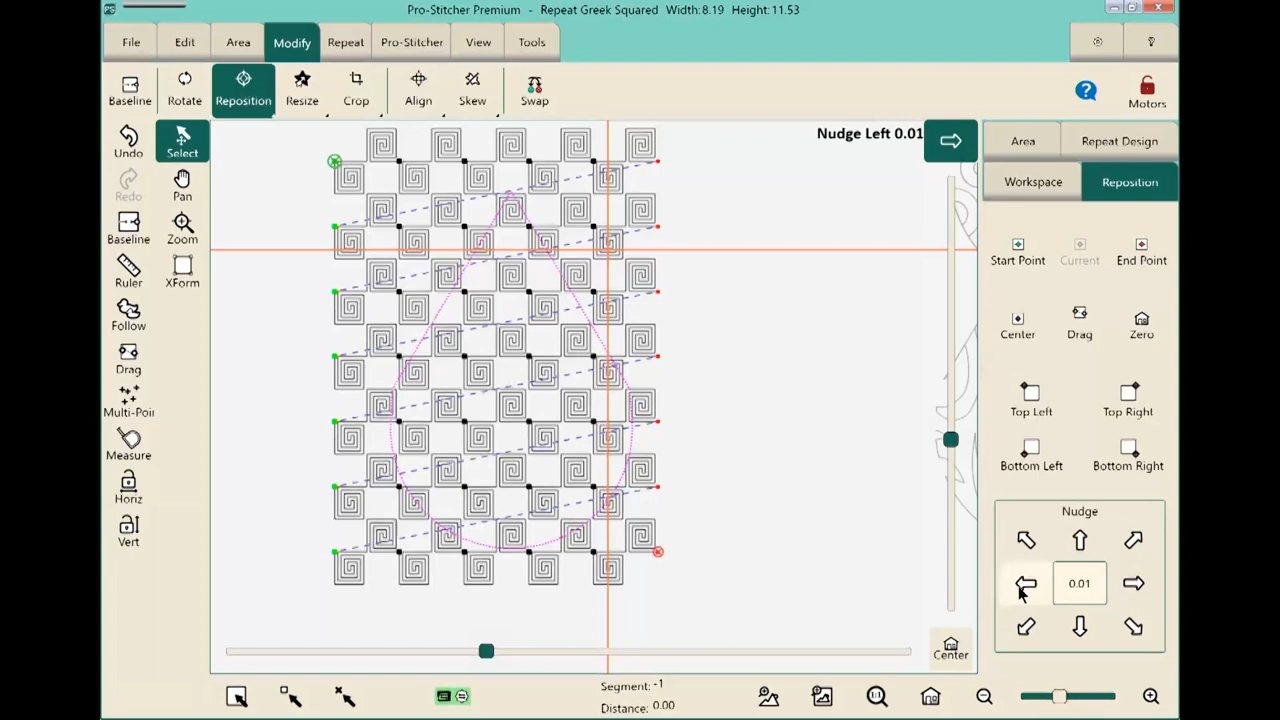 Pro-Stitcher Premium - Repeat Greek Squared Width:8.19 Height:11.53
File Edit Area Modify Repeat Pro-Stitcher View Tools
Baseline Rotate Reposition Resize Crop Align Skew Swap Motors
Undo Select
Nudge Left 0.01
Area Repeat Design
Redo Pan
Workspace Reposition
Baseline Zoom
Ruler XForm
Start Point Current End Point
Follow
Center Drag Zero
Drag
Multi-Poi
Top Left Top Right
Measure
Bottom Left Bottom Right
Horiz
Nudge
Vert
0.01
Center
Segment: -1
Distance: 0.00